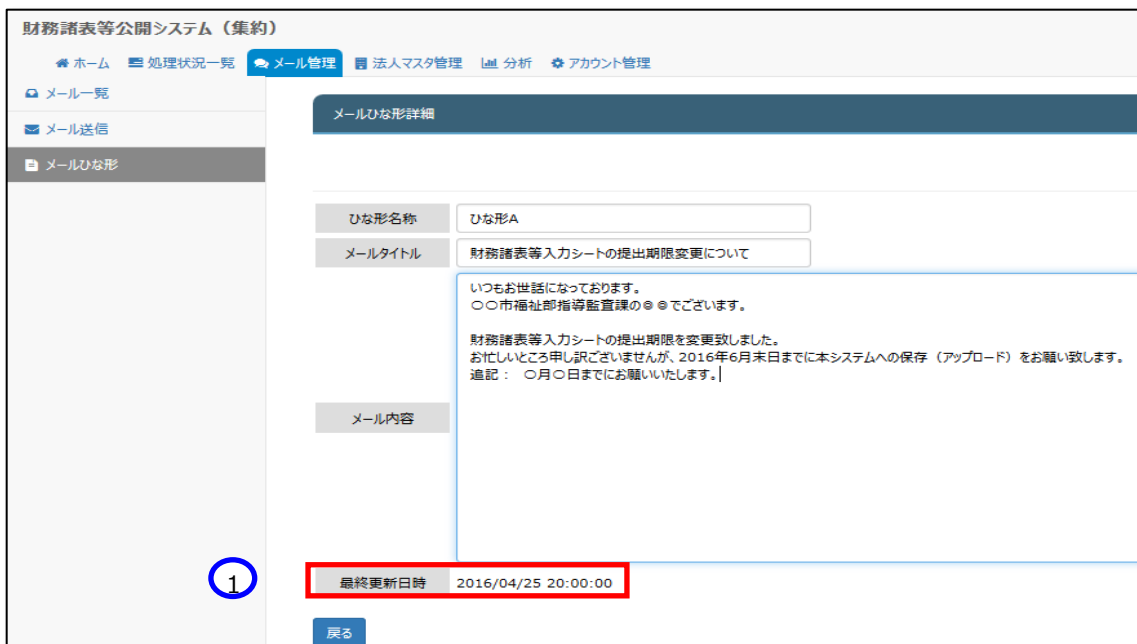 財務諸表等公開システム（集約）
ホーム 処理状況一覧 メール管理 法人マスタ管理 分析 アカウント管理
メール一覧
メール送信
メールひな形
メールひな形詳細
ひな形名称 ひな形A
メールタイトル 財務諸表等入力シートの提出期限変更について
メール内容
いつもお世話になっております。
〇〇市福祉部指導監査課の◎◎でございます。
財務諸表等入力シートの提出期限を変更致しました。
お忙しいところ申し訳ございませんが、2016年6月末日までに本システムへの保存（アップロード）をお願い致します。
追記： 〇月〇日までにお願いいたします。
1
最終更新日時 2016/04/25 20:00:00
戻る